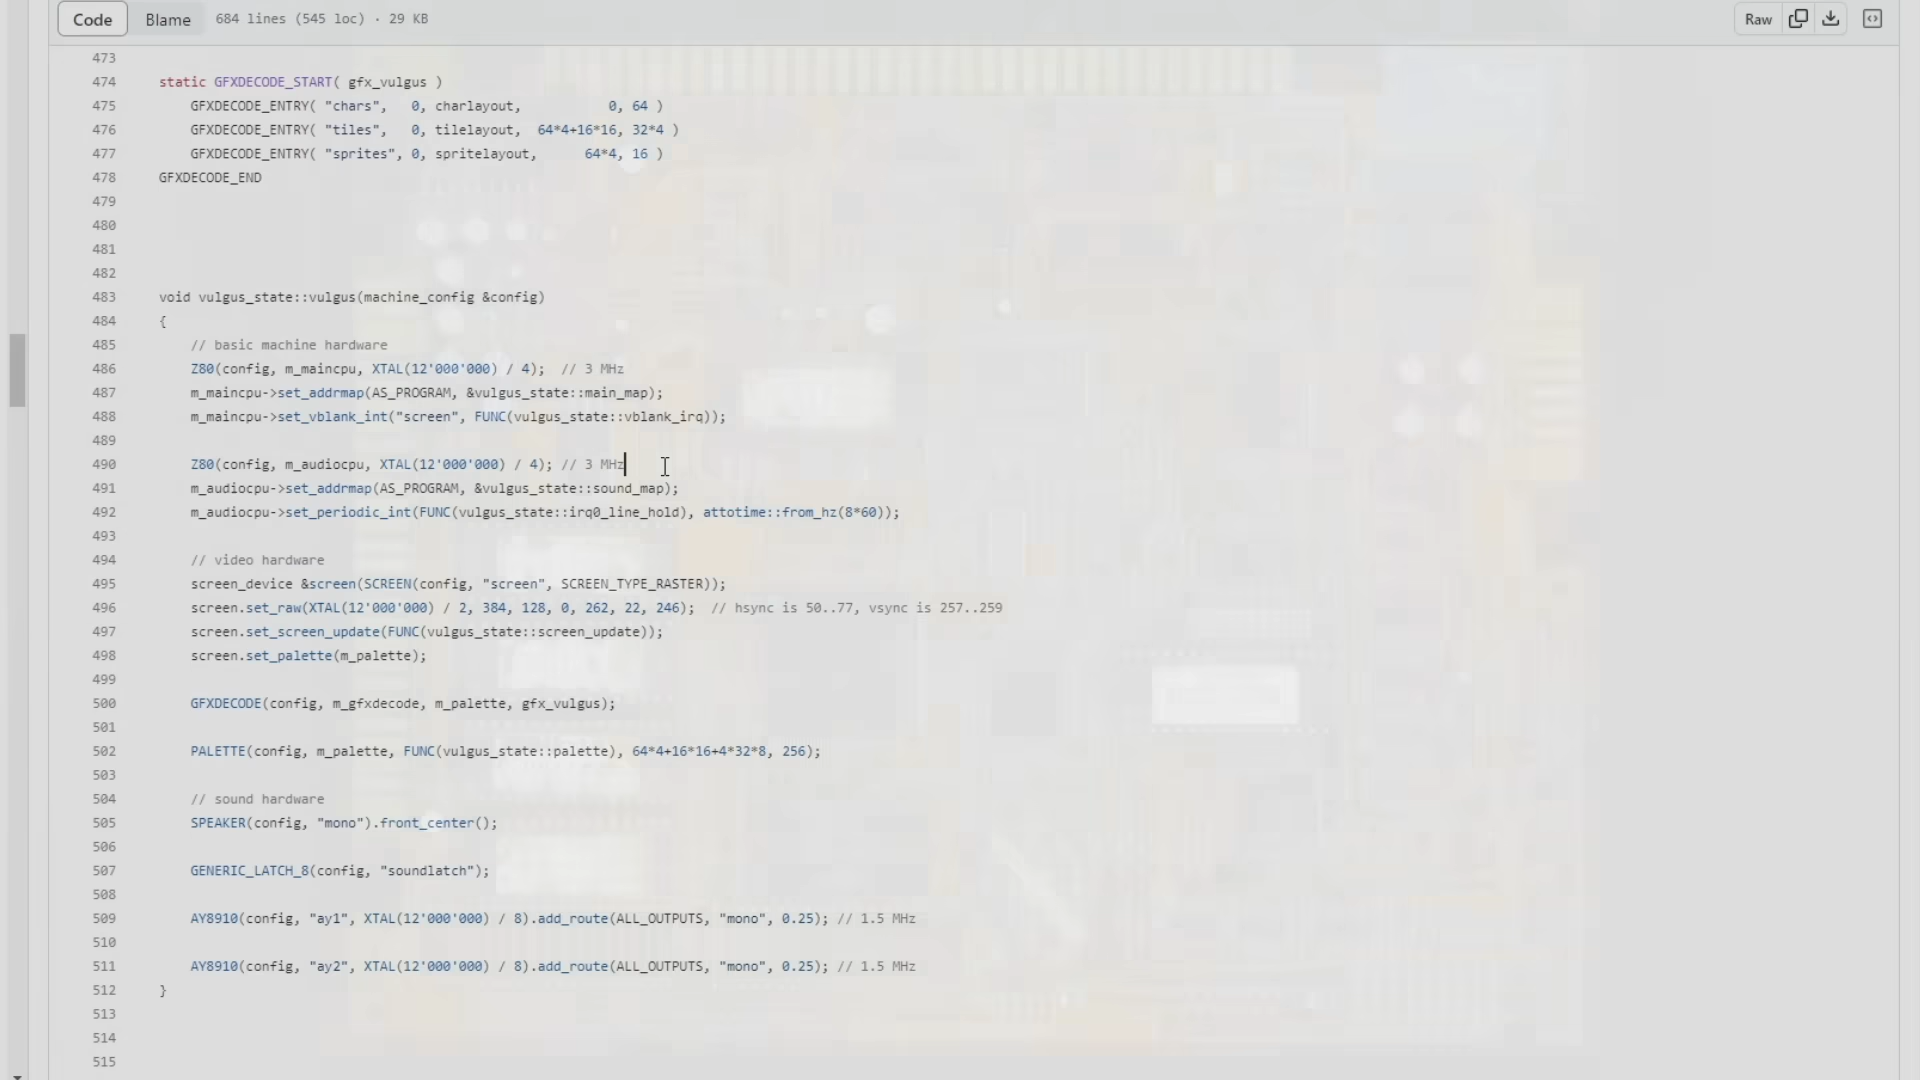 Code Blame 684 lines (545 loc) · 29 KB Raw
473
474 static GFXDECODE_START( gfx_vulgus )
475 GFXDECODE_ENTRY( "chars", 0, charlayout, 0, 64 )
476 GFXDECODE_ENTRY( "tiles", 0, tilelayout, 64*4+16*16, 32*4 )
477 GFXDECODE_ENTRY( "sprites", 0, spritelayout, 64*4, 16 )
478 GFXDECODE_END
479
480
481
482
483 void vulgus_state::vulgus(machine_config &config)
484 {
485 // basic machine hardware
486 Z80(config, m_maincpu, XTAL(12'000'000) / 4); // 3 MHz
487 m_maincpu->set_addrmap(AS_PROGRAM, &vulgus_state::main_map);
488 m_maincpu->set_vblank_int("screen", FUNC(vulgus_state::vblank_irq));
489
490 Z80(config, m_audiocpu, XTAL(12'000'000) / 4); // 3 MHz
491 m_audiocpu->set_addrmap(AS_PROGRAM, &vulgus_state::sound_map);
492 m_audiocpu->set_periodic_int(FUNC(vulgus_state::irq0_line_hold), attotime::from_hz(8*60));
493
494 // video hardware
495 screen_device &screen(SCREEN(config, "screen", SCREEN_TYPE_RASTER));
496 screen.set_raw(XTAL(12'000'000) / 2, 384, 128, 0, 262, 22, 246); // hsync is 50..77, vsync is 257..259
497 screen.set_screen_update(FUNC(vulgus_state::screen_update));
498 screen.set_palette(m_palette);
499
500 GFXDECODE(config, m_gfxdecode, m_palette, gfx_vulgus);
501
502 PALETTE(config, m_palette, FUNC(vulgus_state::palette), 64*4+16*16+4*32*8, 256);
503
504 // sound hardware
505 SPEAKER(config, "mono").front_center();
506
507 GENERIC_LATCH_8(config, "soundlatch");
508
509 AY8910(config, "ay1", XTAL(12'000'000) / 8).add_route(ALL_OUTPUTS, "mono", 0.25); // 1.5 MHz
510
511 AY8910(config, "ay2", XTAL(12'000'000) / 8).add_route(ALL_OUTPUTS, "mono", 0.25); // 1.5 MHz
512 }
513
514
515